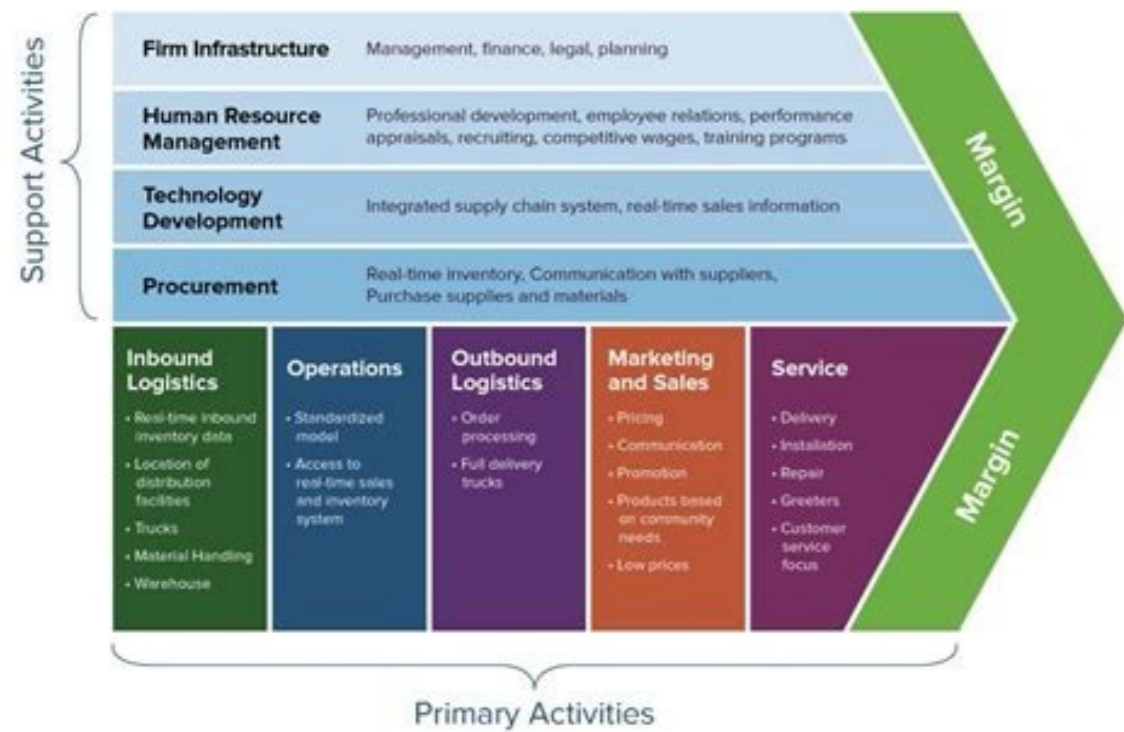 Support Activities
Firm Infrastructure
Management, finance, legal, planning
Human Resource
Management
Professional development, employee relations, performance
appraisals, recruiting, competitive wages, training programs
Technology
Development
Integrated supply chain system, real-time sales information
Procurement
Real-time inventory, Communication with suppliers,
Purchase supplies and materials
Margin
Inbound
Logistics
• Real-time inbound
inventory data
• Location of
distribution
facilities
• Trucks
• Material Handling
• Warehouse
Operations
• Standardized
model
• Access to
real-time sales
and inventory
system
Outbound
Logistics
• Order
processing
• Full delivery
trucks
Marketing
and Sales
• Pricing
• Communication
• Promotion
• Products based
on community
needs
• Low prices
Service
• Delivery
• Installation
• Repair
• Greeters
• Customer
service
focus
Margin
Primary Activities